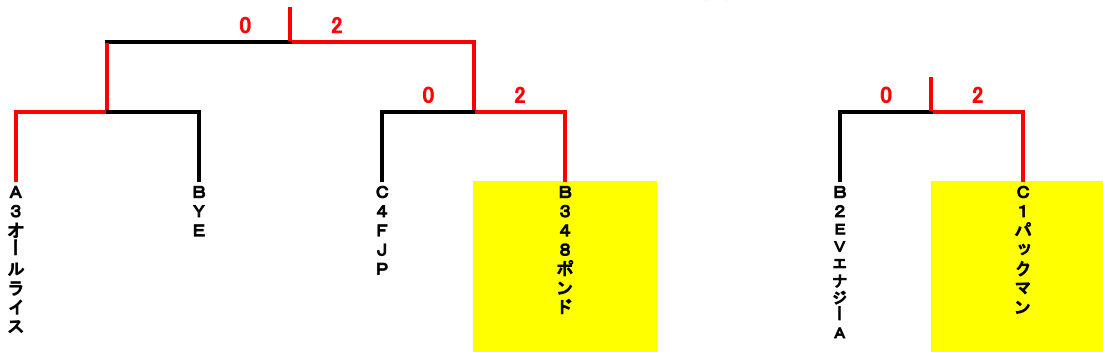 0 2
0 2
0 2
A3オールライス
BYE
C4FJP
B348ポンド
B2EVエナジーA
C1パックマン